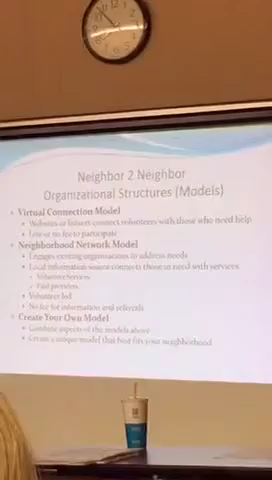 Neighbor 2 Neighbor
Organizational Structures (Models)
Virtual Connection Model
Websites or listserv connect volunteers with those who need help
Low or no fee to participate
Neighborhood Network Model
Engages existing organizations to address needs
Local information source connects those in need with services
Volunteer Services
Paid providers
Volunteer led
No fee for information and referrals
Create Your Own Model
Combine aspects of the models above
Create a unique model that best fits your neighborhood